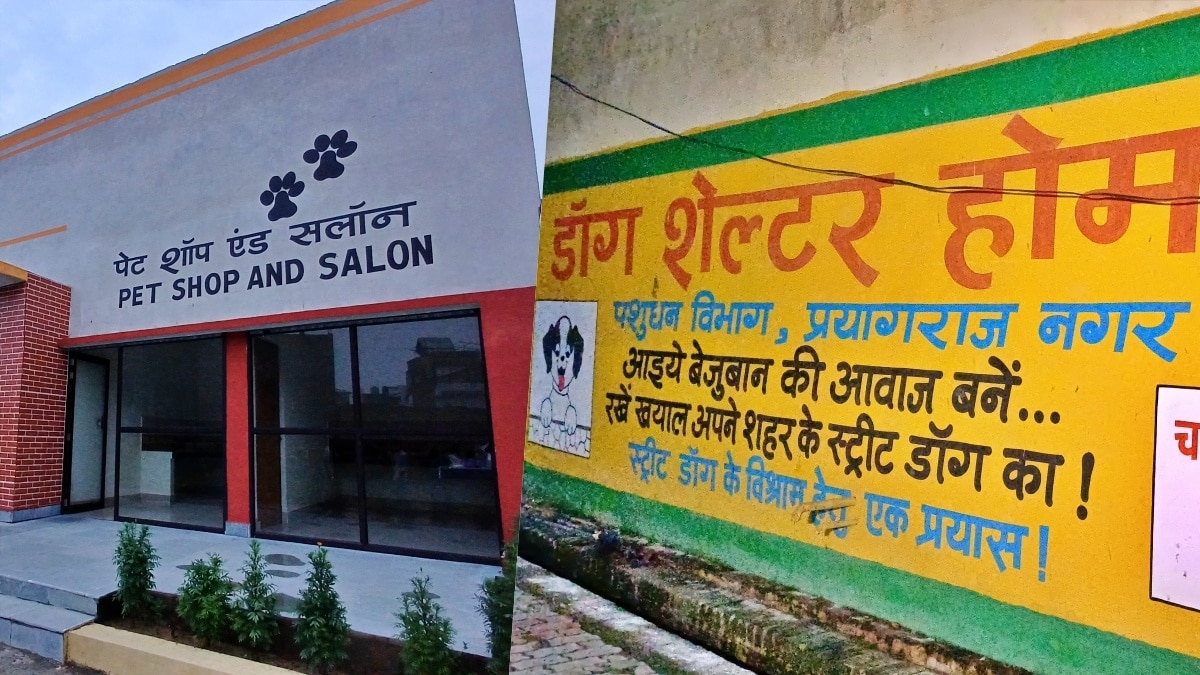 पेट शॉप एंड सलॉन
PET SHOP AND SALON
डॉग शेल्टर होम
पशुधन विभाग, प्रयागराज नगर
आइये बेजुबान की आवाज बनें...
रखें खयाल अपने शहर के स्ट्रीट डॉग का!
स्ट्रीट डॉग के विश्राम हेतु एक प्रयास!
च